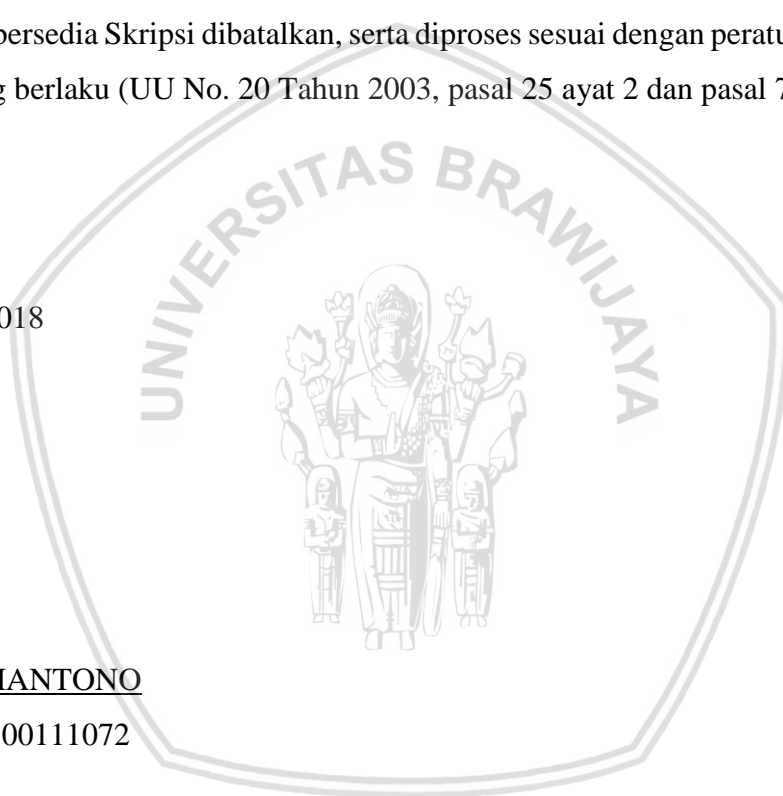 bersedia Skripsi dibatalkan, serta diproses sesuai dengan peratu
g berlaku (UU No. 20 Tahun 2003, pasal 25 ayat 2 dan pasal 7
UNIVERSITAS BRAWIJAYA
018
IANTONO
00111072